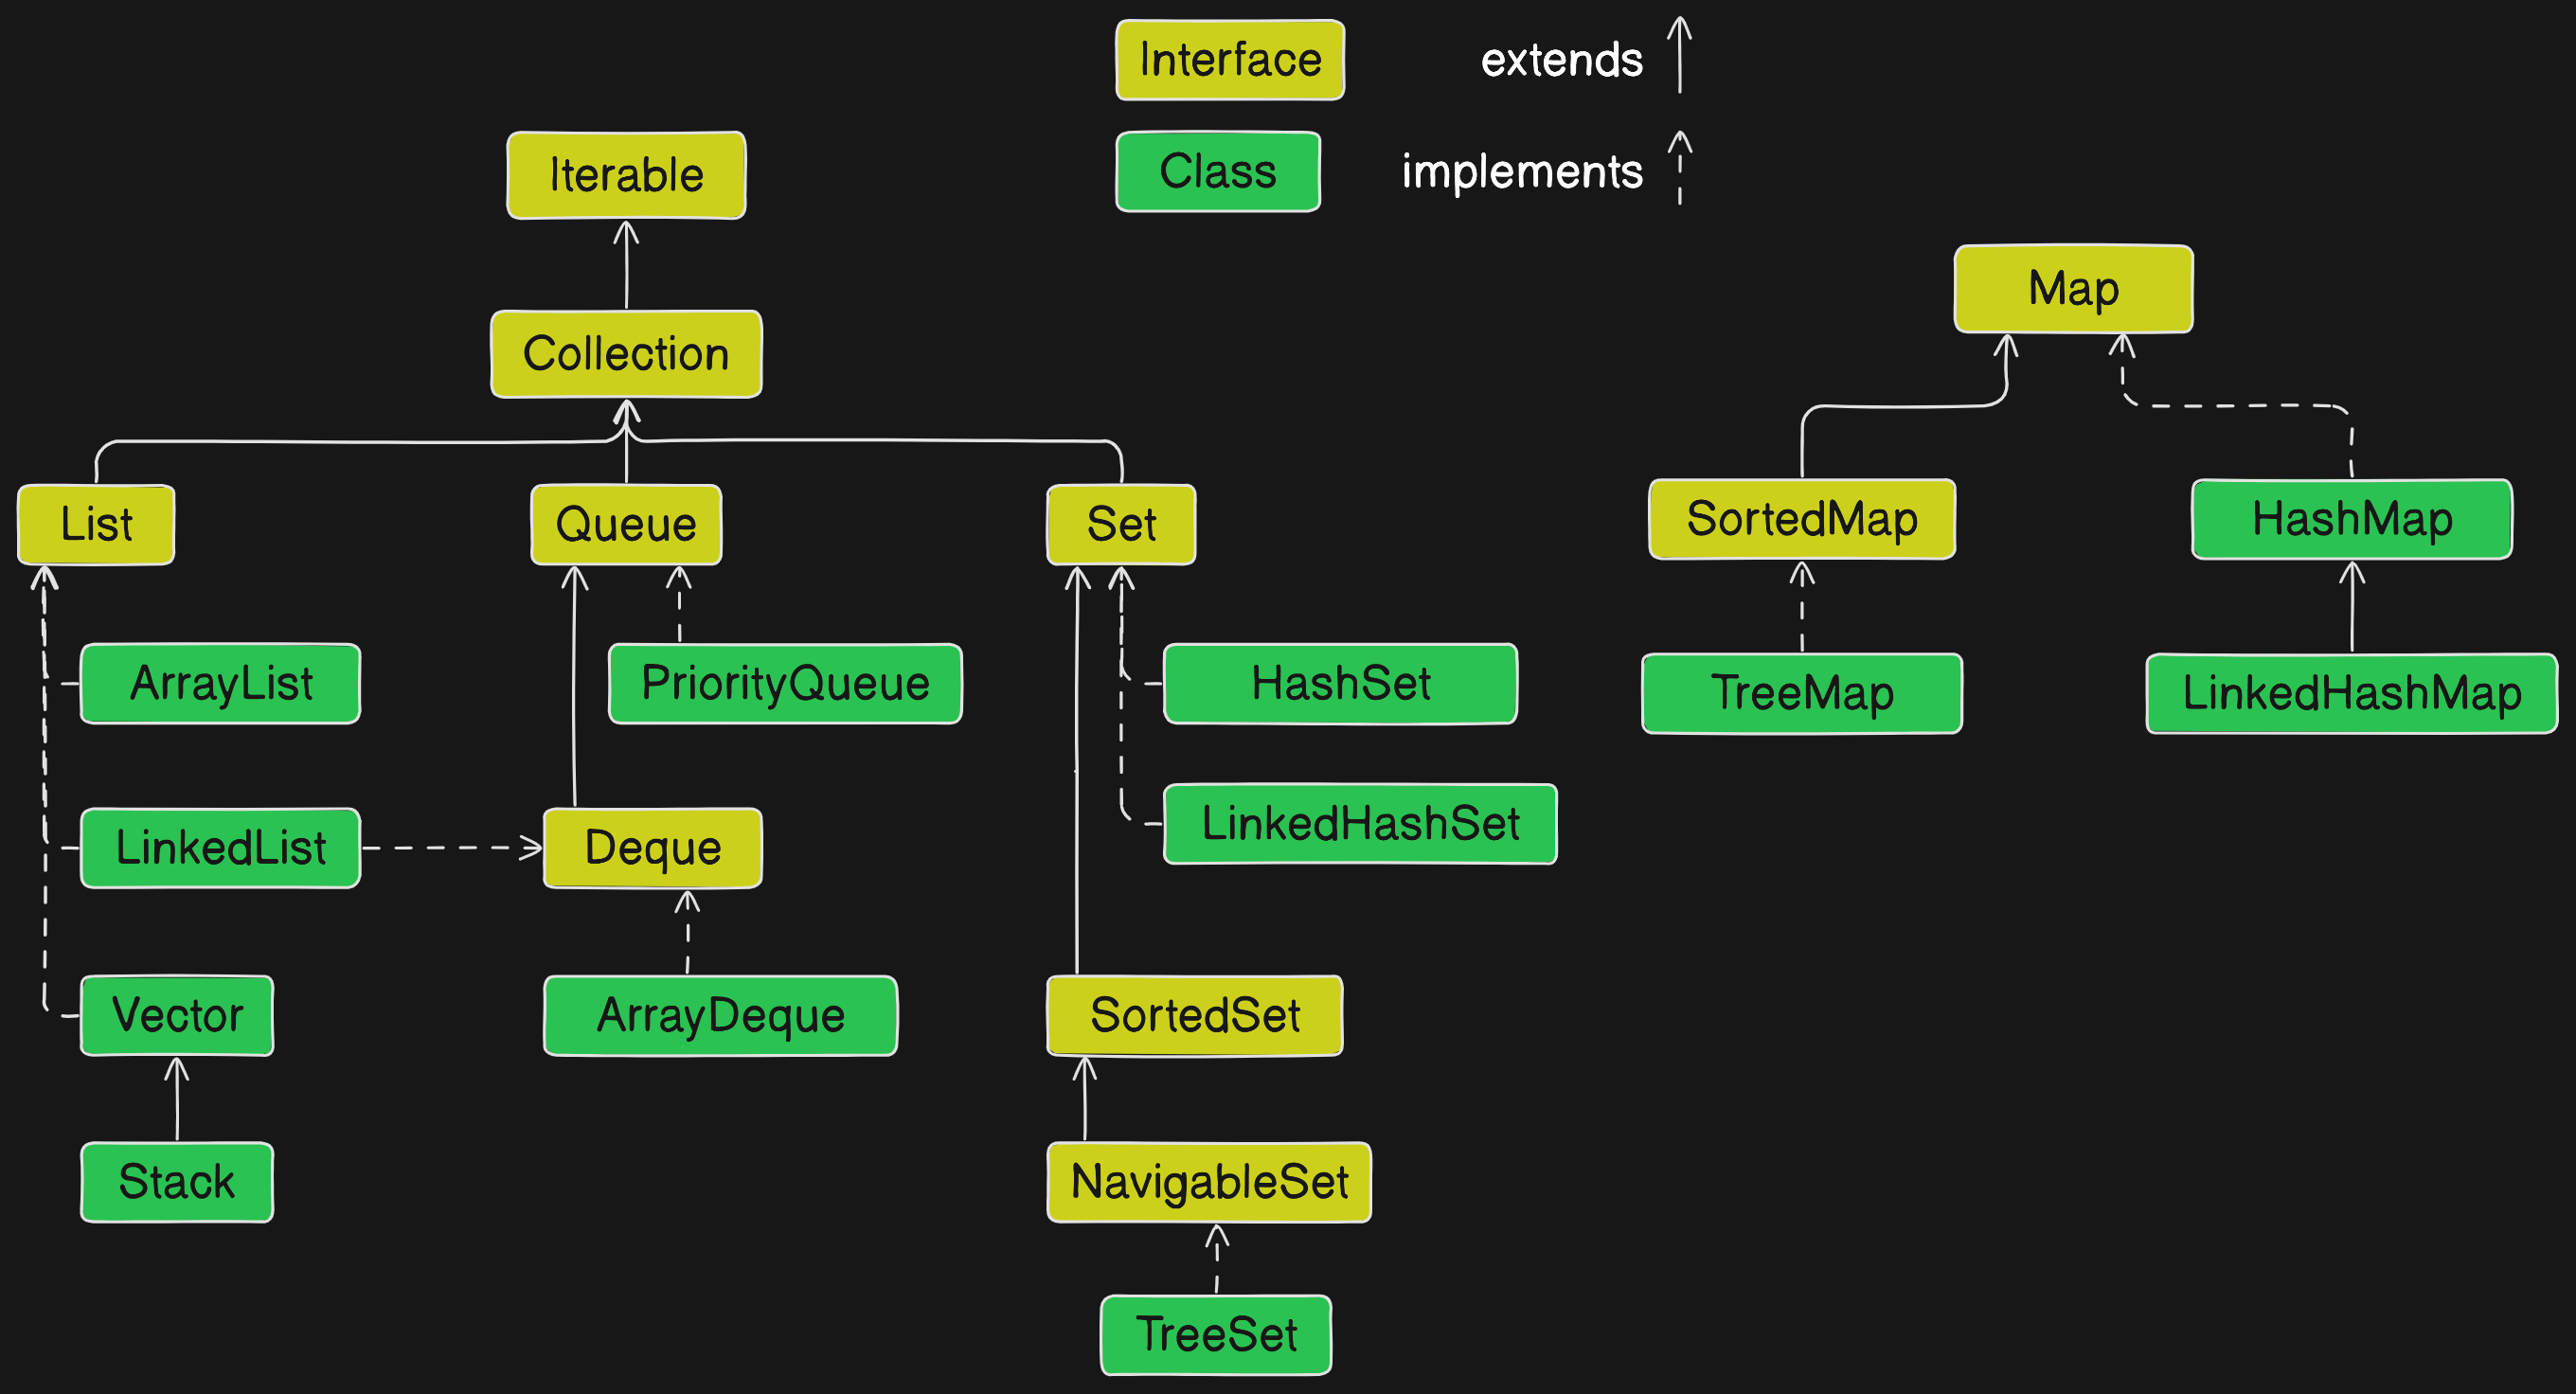 Interface
extends
Class
implements
Iterable
Map
Collection
List
Queue
Set
SortedMap
HashMap
ArrayList
PriorityQueue
HashSet
TreeMap
LinkedHashMap
LinkedList
Deque
LinkedHashSet
Vector
ArrayDeque
SortedSet
Stack
NavigableSet
TreeSet